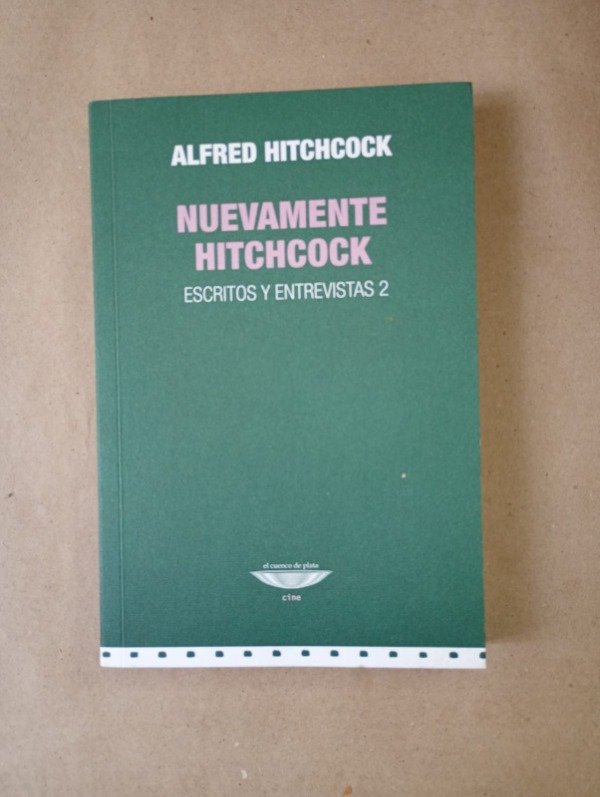 ALFRED HITCHCOCK
NUEVAMENTE
HITCHCOCK
ESCRITOS Y ENTREVISTAS 2
el cuenco de plata
cine